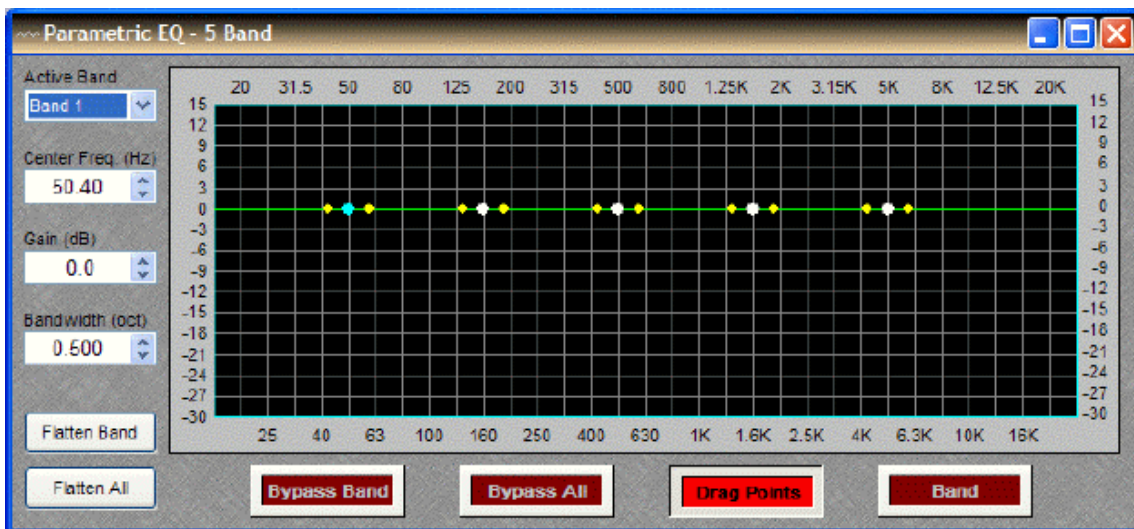 Parametric EQ - 5 Band
Active Band
Band 1
Center Freq. (Hz)
50.40
Gain (dB)
0.0
Bandwidth (oct)
0.500
Flatten Band
Flatten All
20 31.5 50 80 125 200 315 500 800 1.25K 2K 3.15K 5K 8K 12.5K 20K
15 15
12 12
9 9
6 6
3 3
0 0
-3 -3
-6 -6
-9 -9
-12 -12
-15 -15
-18 -18
-21 -21
-24 -24
-27 -27
-30 -30
25 40 63 100 160 250 400 630 1K 1.6K 2.5K 4K 6.3K 10K 16K
Bypass Band Bypass All Drag Points Band